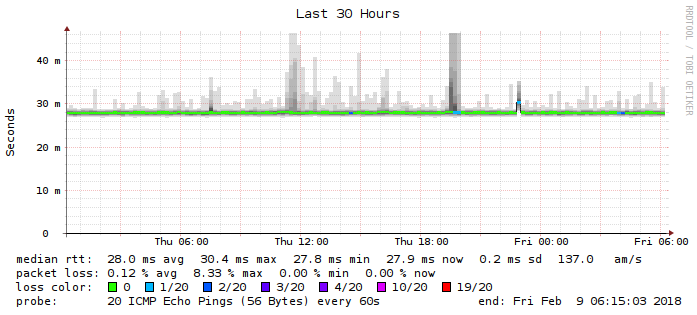 Last 30 Hours
RRDTOOL / TOBI OETIKER
Seconds
40 m
30 m
20 m
10 m
0
Thu 06:00 Thu 12:00 Thu 18:00 Fri 00:00 Fri 06:00
median rtt: 28.0 ms avg 30.4 ms max 27.8 ms min 27.9 ms now 0.2 ms sd 137.0 am/s
packet loss: 0.12 % avg 8.33 % max 0.00 % min 0.00 % now
loss color: 0 1/20 2/20 3/20 4/20 10/20 19/20
probe: 20 ICMP Echo Pings (56 Bytes) every 60s end: Fri Feb 9 06:15:03 2018